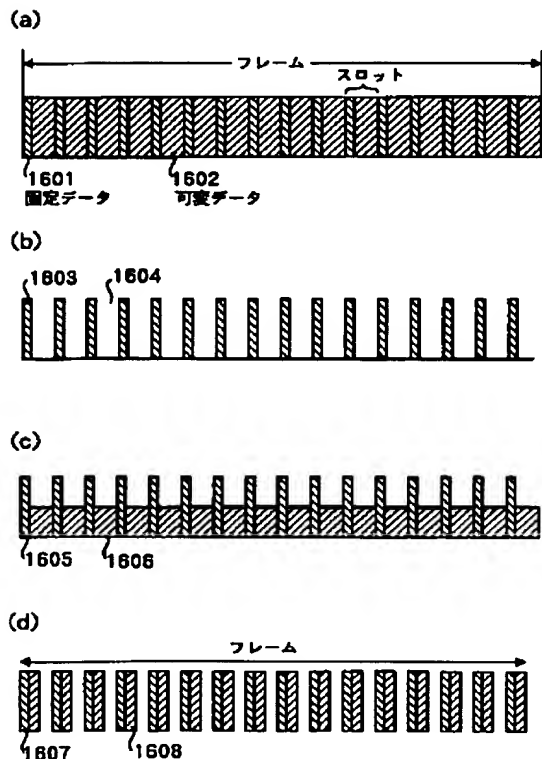 (a)
フレーム
スロット
1601 1602
固定データ 可変データ
(b)
1603 1604
(c)
1605 1606
(d)
フレーム
1607 1608